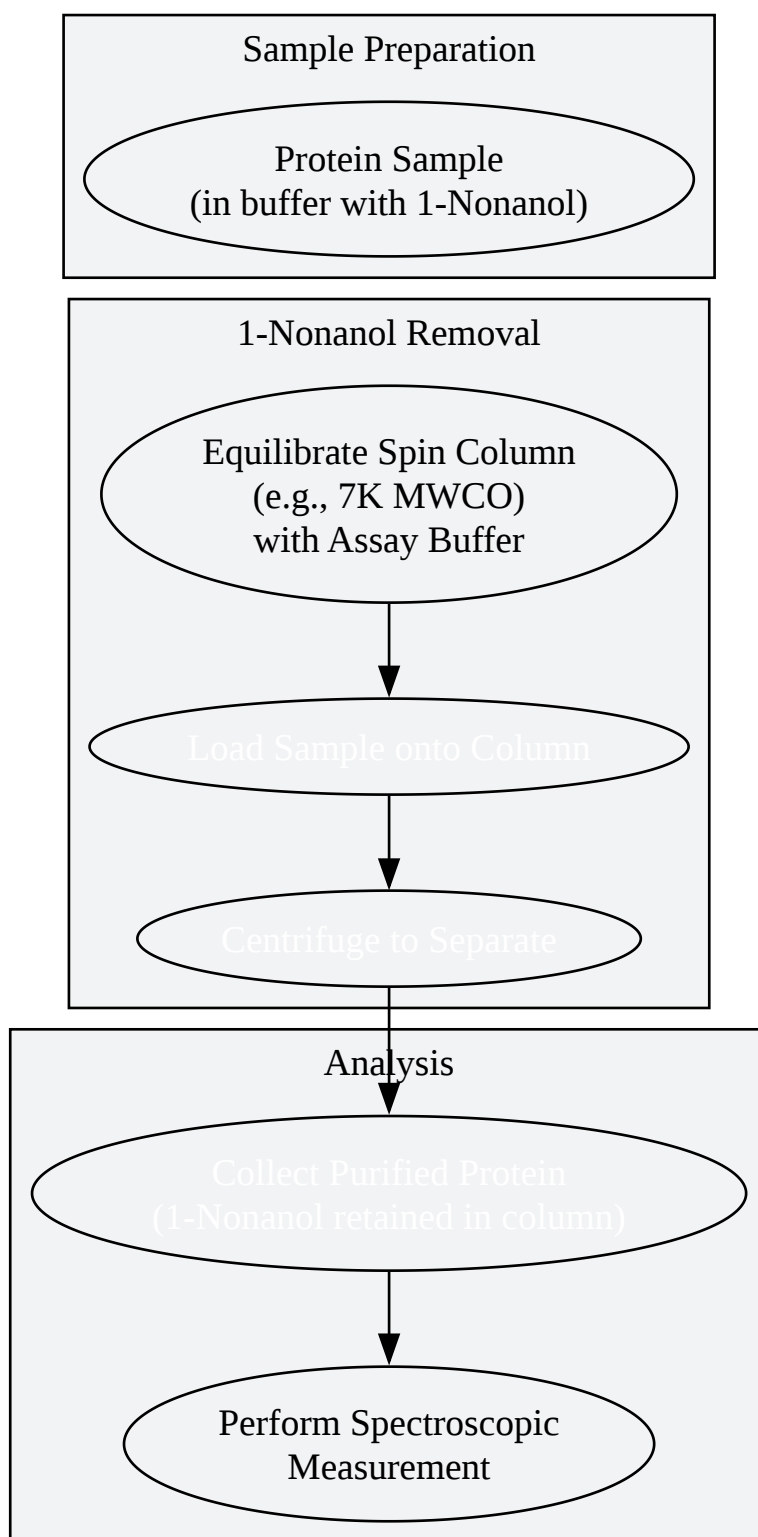 Sample Preparation
Protein Sample
(in buffer with 1-Nonanol)
1-Nonanol Removal
Equilibrate Spin Column
(e.g., 7K MWCO)
with Assay Buffer
Load Sample onto Column
Centrifuge to Separate
Analysis
Collect Purified Protein
(1-Nonanol retained in column)
Perform Spectroscopic
Measurement